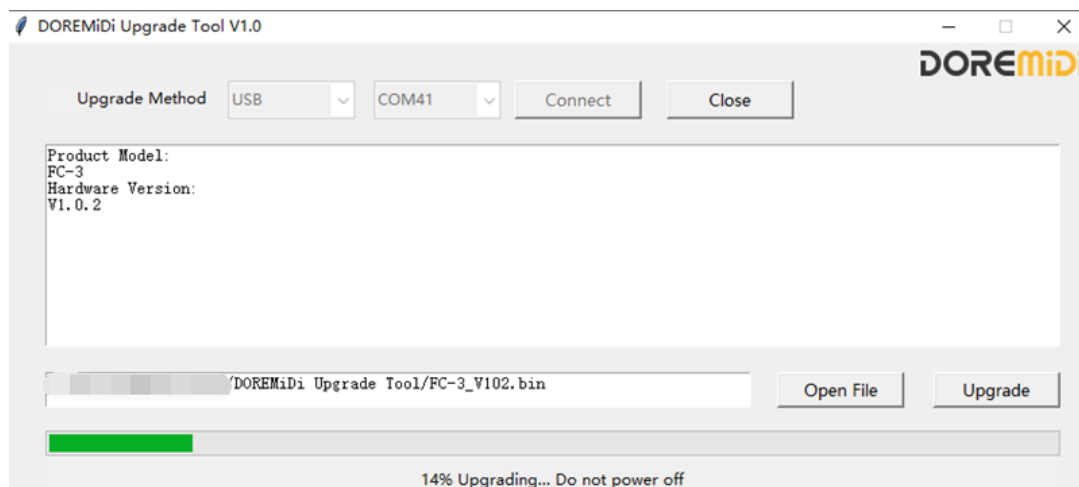 DOREMiDi Upgrade Tool V1.0
DOREMiDi
Upgrade Method USB COM41 Connect Close
Product Model:
FC-3
Hardware Version:
V1.0.2
/DOREMiDi Upgrade Tool/FC-3_V102.bin
Open File Upgrade
14% Upgrading... Do not power off